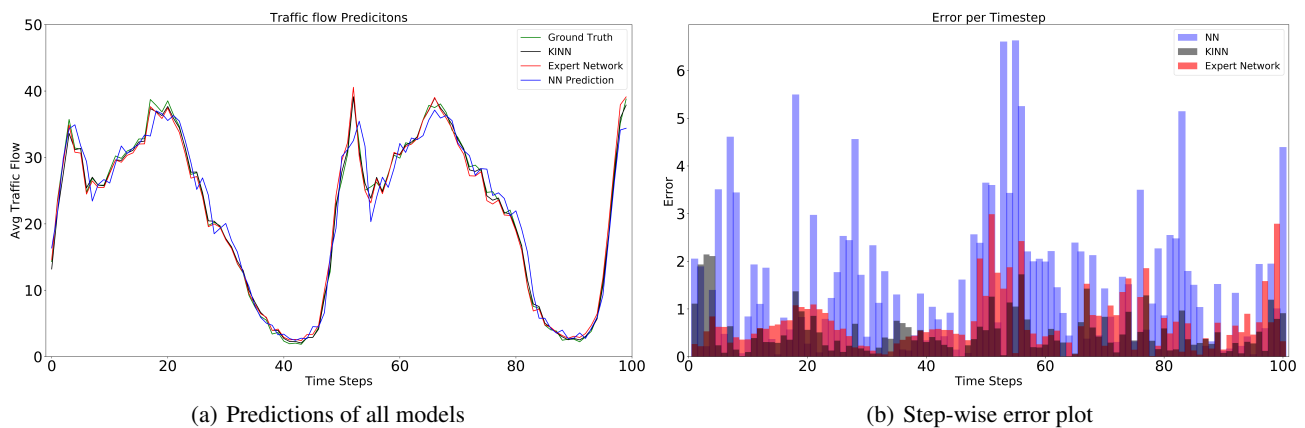 Traffic flow Predicitons
50
40
30
20
10
0
Avg Traffic Flow
Ground Truth
KINN
Expert Network
NN Prediction
0 20 40 60 80 100
Time Steps
(a) Predictions of all models
Error per Timestep
6
5
4
3
2
1
0
Error
NN
KINN
Expert Network
0 20 40 60 80 100
Time Steps
(b) Step-wise error plot